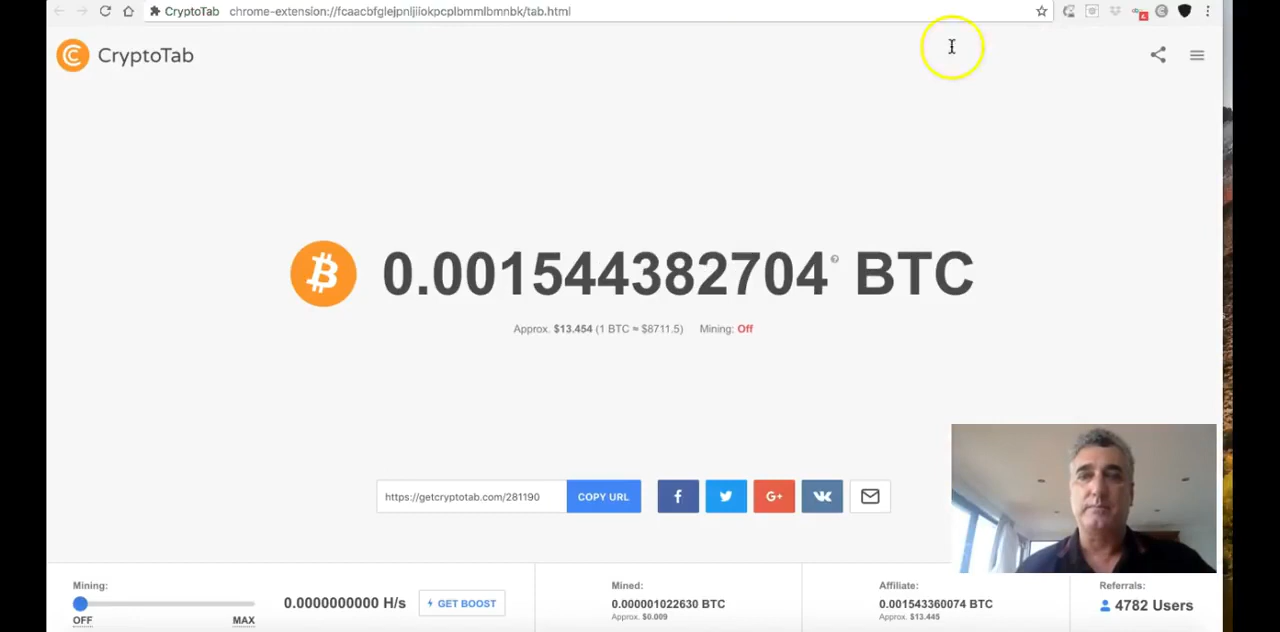 CryptoTab chrome-extension://fcaacbfglejpnljiiokpcplbmmlbmnbk/tab.html
CryptoTab
0.001544382704 BTC
Approx. $13.454 (1 BTC ≈ $8711.5) Mining: Off
https://getcryptotab.com/281190 COPY URL f G+
Mining:
OFF MAX
0.0000000000 H/s GET BOOST
Mined:
0.000001022630 BTC
Approx. $0.009
Affiliate:
0.001543360074 BTC
Approx. $13.445
Referrals:
4782 Users